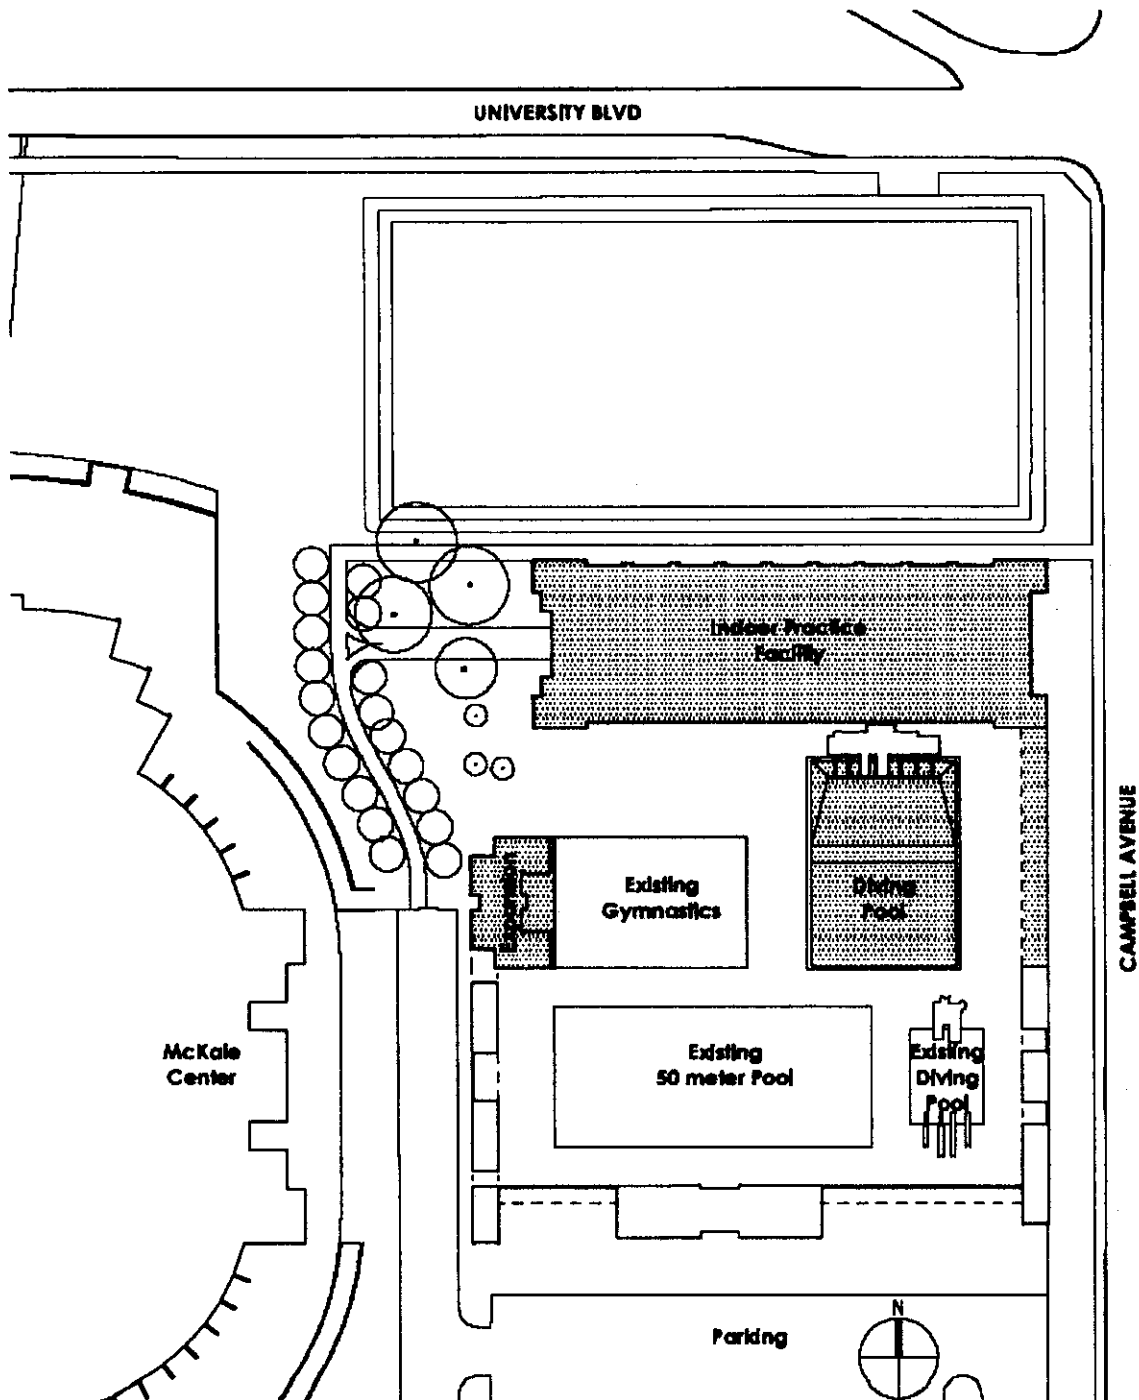 UNIVERSITY BLVD
Indoor Practice
Facility
Expansion
Existing
Gymnastics
Diving
Pool
CAMPBELL AVENUE
McKale
Center
Existing
50 meter Pool
Existing
Diving
Pool
N
Parking